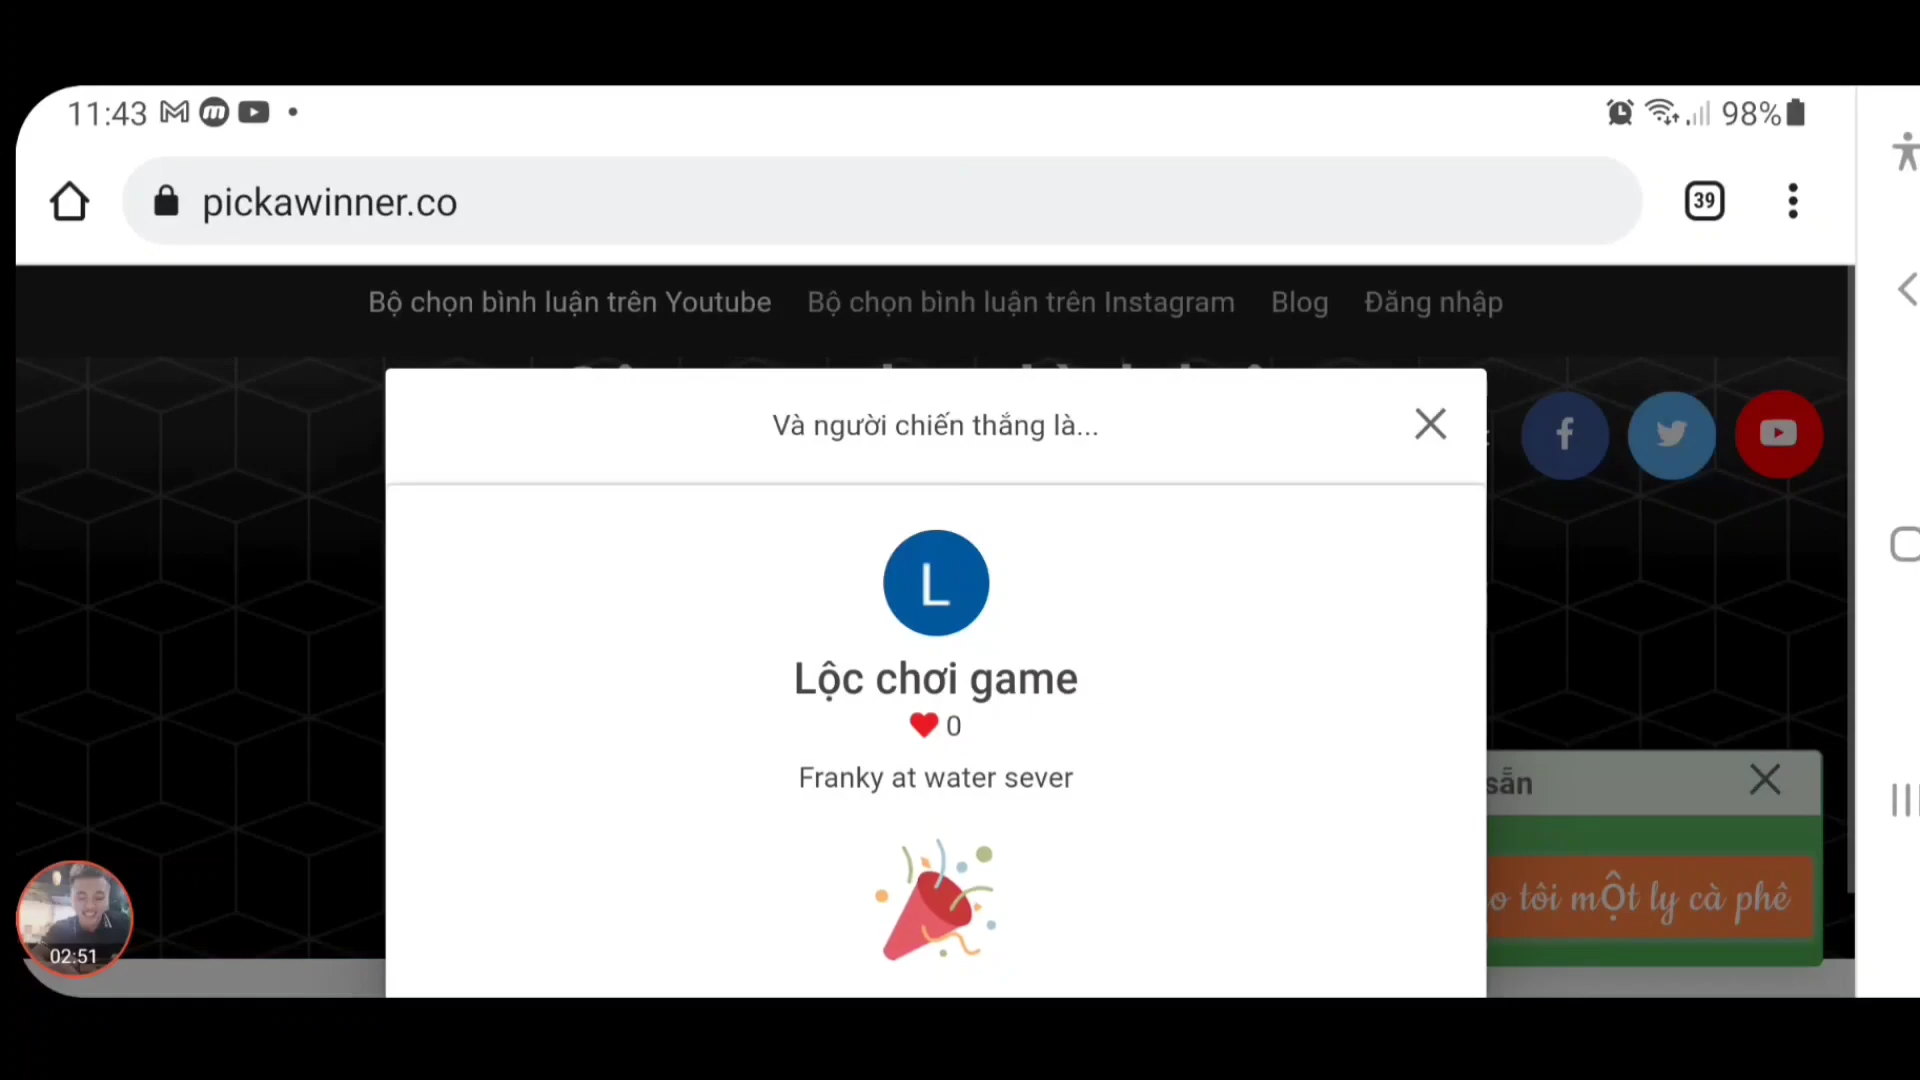 11:43
98%
pickawinner.co
39
Bộ chọn bình luận trên Youtube Bộ chọn bình luận trên Instagram Blog Đăng nhập
Và người chiến thắng là...
L
Lộc chơi game
0
Franky at water sever
sẵn
o tôi một ly cà phê
02:51